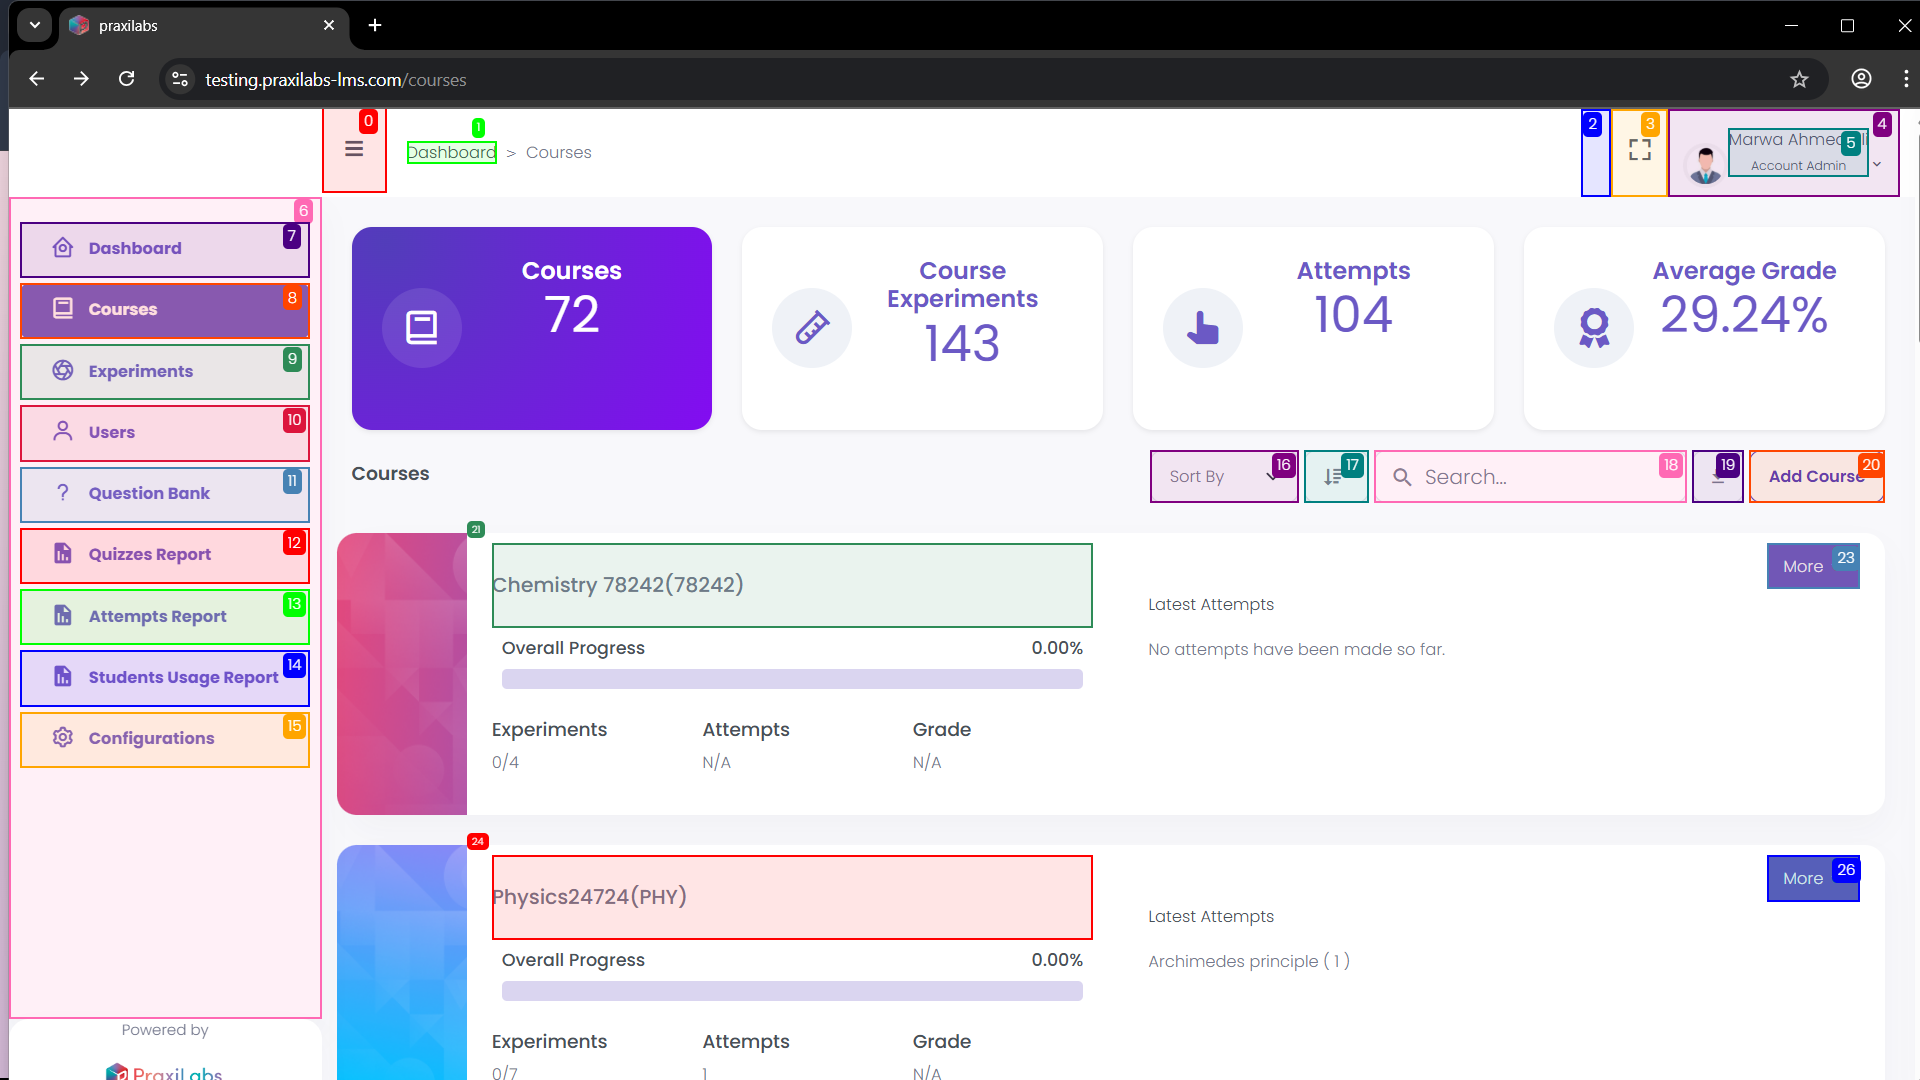 praxilabs
testing.praxilabs-lms.com/courses
0
1
2
3
4
Dashboard > Courses
5
Account Admin
6
Dashboard
7
Courses
8
Experiments
9
Users
10
Question Bank
11
Quizzes Report
12
Attempts Report
13
Students Usage Report
14
Configurations
15
Powered by
PraxiLabs
Courses
72
Course
Experiments
143
Attempts
104
Average Grade
29.24%
Courses
Sort By
16
17
Search...
18
19
Add Course
20
21
Chemistry 78242(78242)
More
23
Overall Progress
0.00%
Latest Attempts
No attempts have been made so far.
Experiments
Attempts
Grade
0/4
N/A
N/A
24
Physics24724(PHY)
More
26
Overall Progress
0.00%
Latest Attempts
Archimedes principle ( 1 )
Experiments
Attempts
Grade
0/7
1
N/A